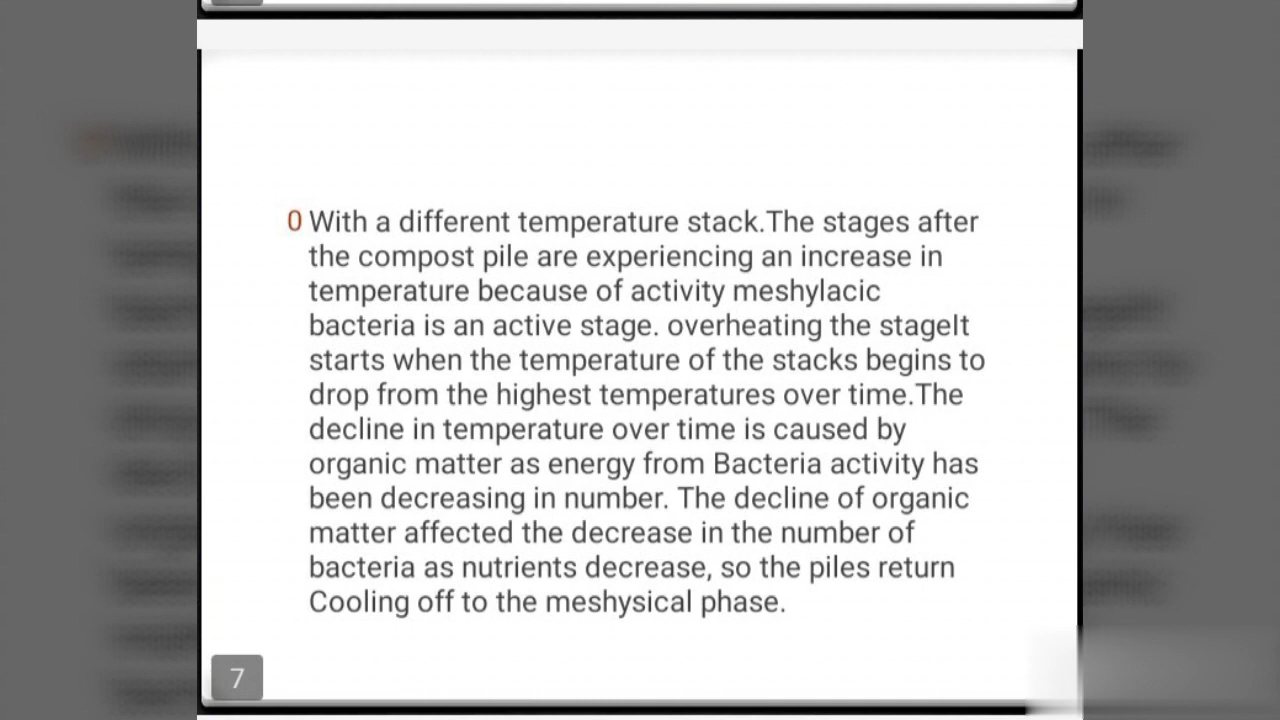 0 With a different temperature stack.The stages after
the compost pile are experiencing an increase in
temperature because of activity meshylacic
bacteria is an active stage. overheating the stageIt
starts when the temperature of the stacks begins to
drop from the highest temperatures over time.The
decline in temperature over time is caused by
organic matter as energy from Bacteria activity has
been decreasing in number. The decline of organic
matter affected the decrease in the number of
bacteria as nutrients decrease, so the piles return
Cooling off to the meshysical phase.
7